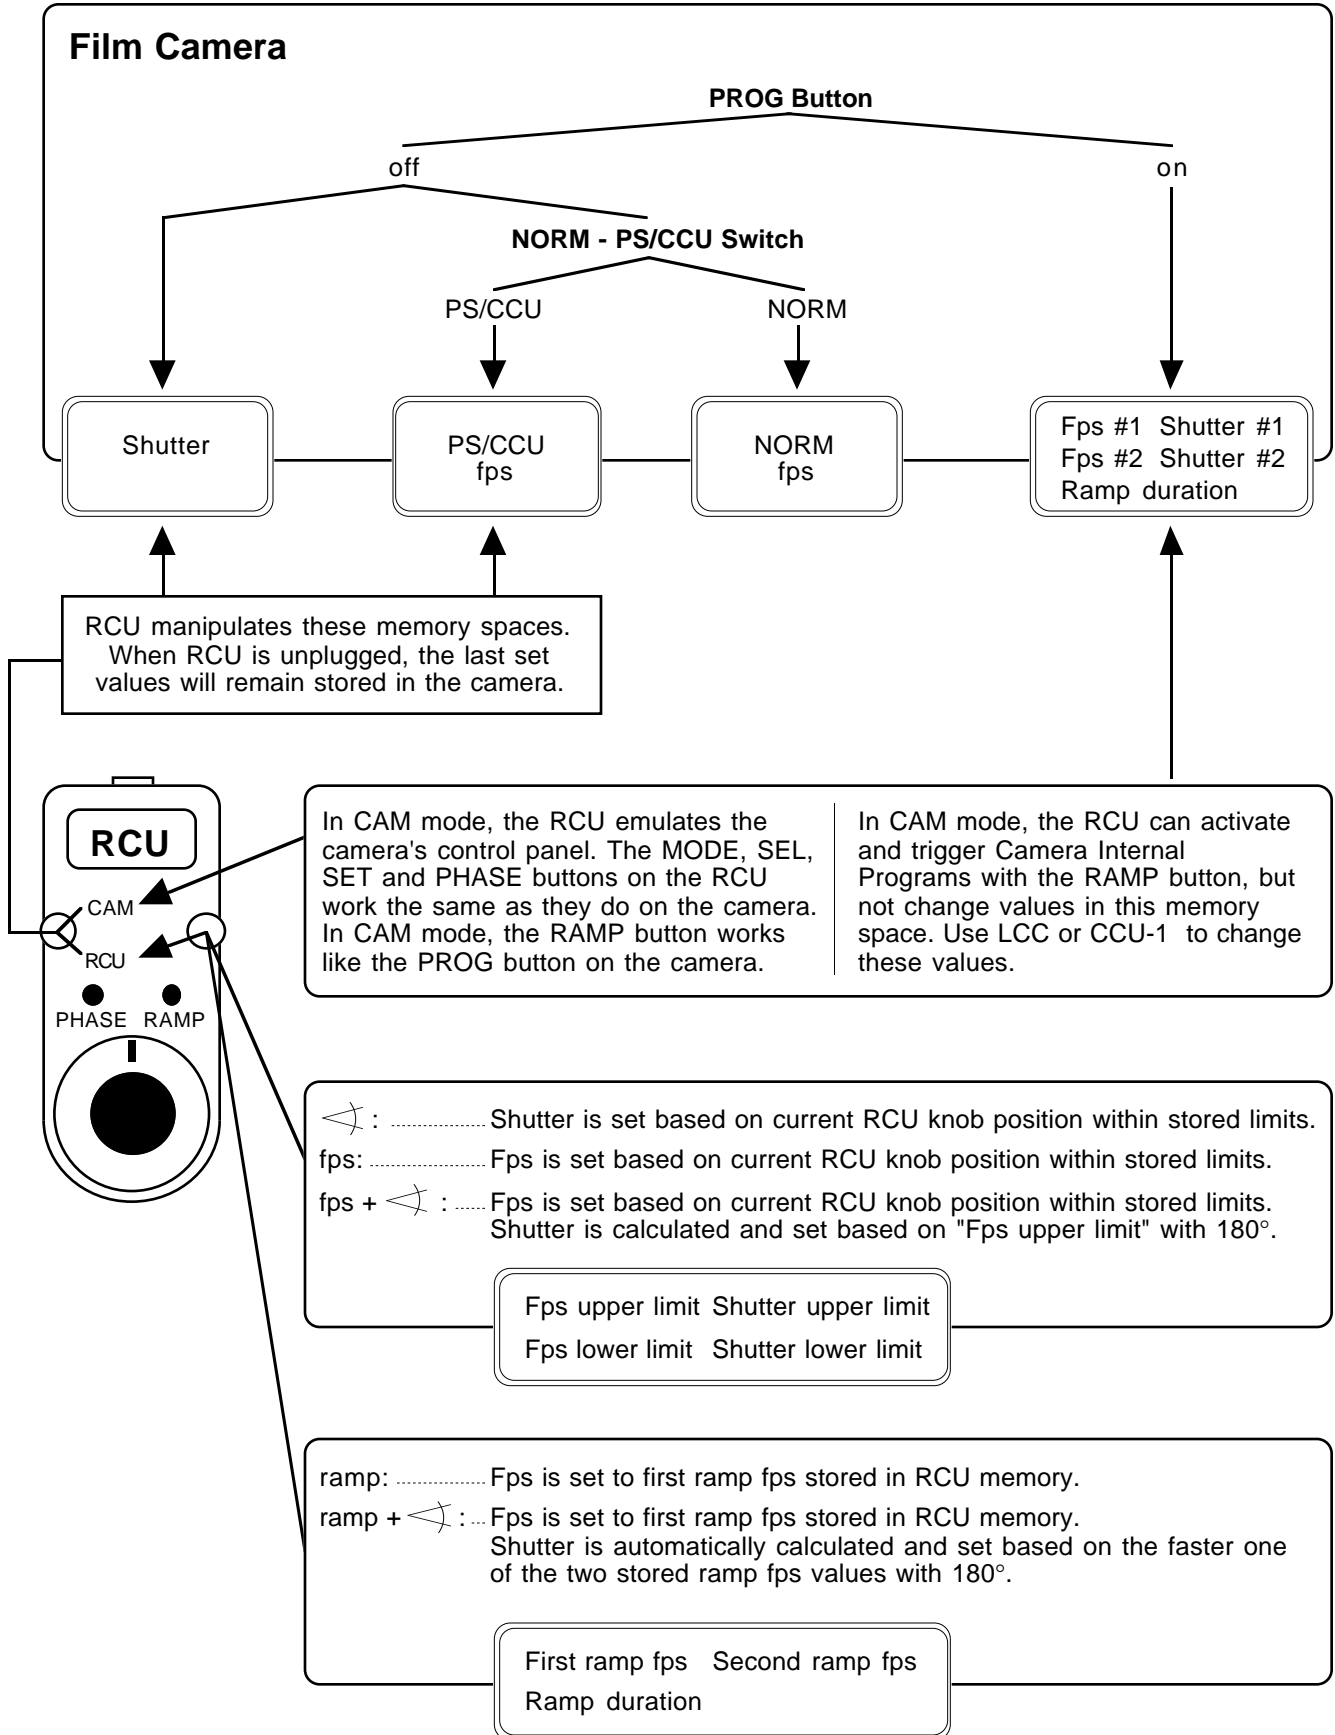 Film Camera
PROG Button
off
on
NORM - PS/CCU Switch
PS/CCU
NORM
Shutter
PS/CCU
fps
NORM
fps
Fps #1 Shutter #1
Fps #2 Shutter #2
Ramp duration
RCU manipulates these memory spaces.
When RCU is unplugged, the last set
values will remain stored in the camera.
RCU
CAM
RCU
PHASE RAMP
In CAM mode, the RCU emulates the
camera's control panel. The MODE, SEL,
SET and PHASE buttons on the RCU
work the same as they do on the camera.
In CAM mode, the RAMP button works
like the PROG button on the camera.
In CAM mode, the RCU can activate
and trigger Camera Internal
Programs with the RAMP button, but
not change values in this memory
space. Use LCC or CCU-1 to change
these values.
: ............... Shutter is set based on current RCU knob position within stored limits.
fps: ................... Fps is set based on current RCU knob position within stored limits.
fps + : ..... Fps is set based on current RCU knob position within stored limits.
Shutter is calculated and set based on "Fps upper limit" with 180°.
Fps upper limit Shutter upper limit
Fps lower limit Shutter lower limit
ramp: ............... Fps is set to first ramp fps stored in RCU memory.
ramp + : ... Fps is set to first ramp fps stored in RCU memory.
Shutter is automatically calculated and set based on the faster one
of the two stored ramp fps values with 180°.
First ramp fps Second ramp fps
Ramp duration